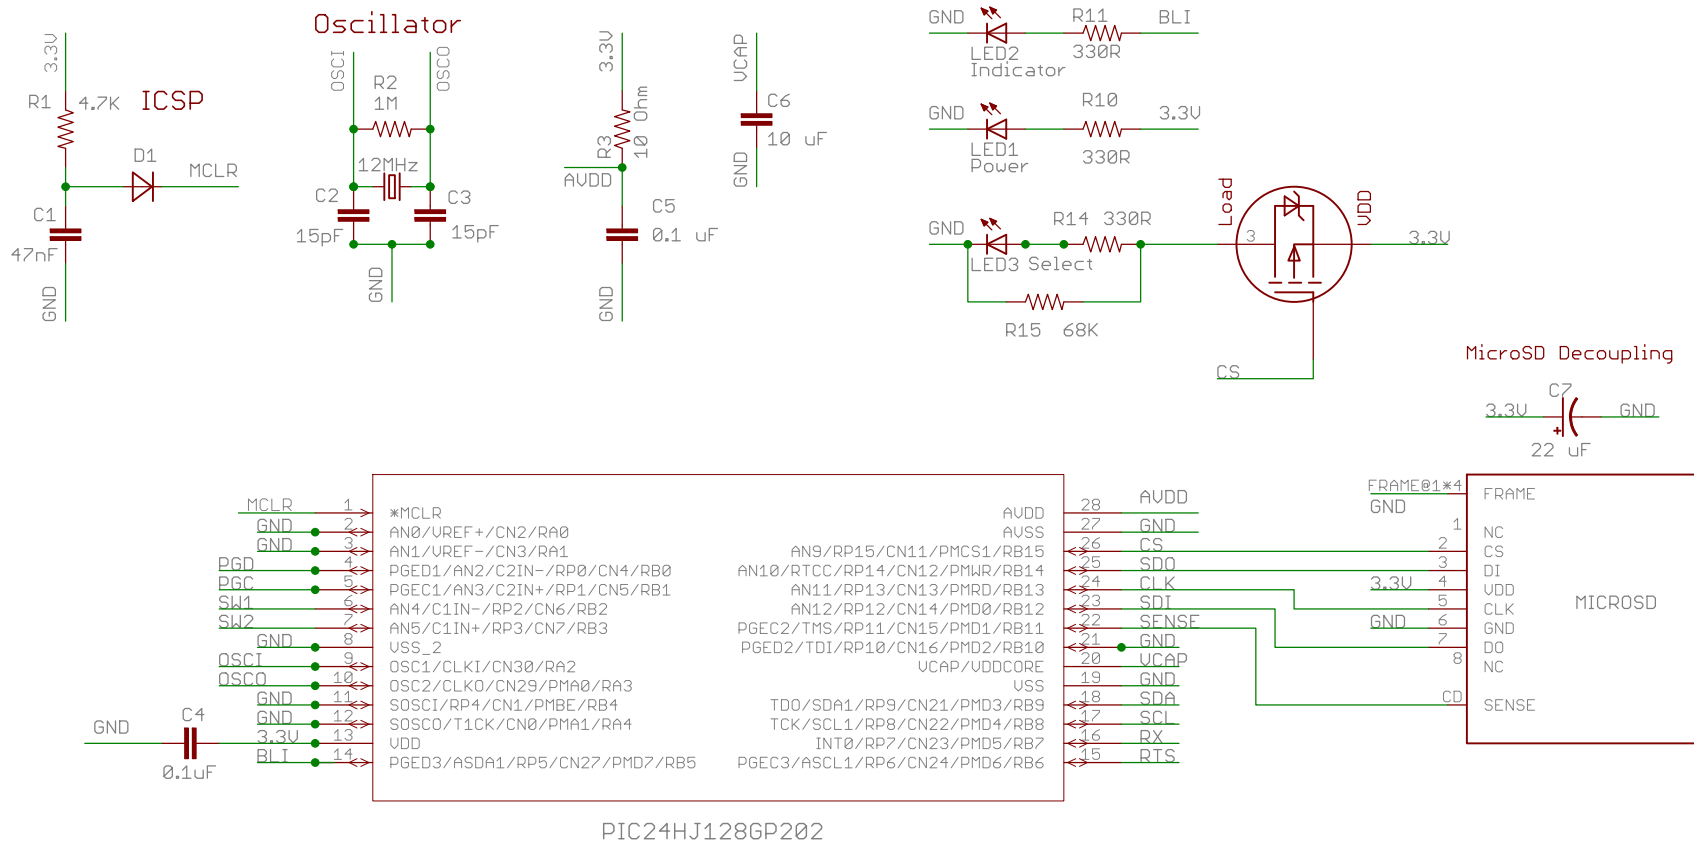 Oscillator
3.3V
R1
4.7K
ICSP
D1
MCLR
C1
47nF
GND
OSCI
OSCO
R2
1M
12MHz
C2
C3
15pF
15pF
GND
3.3V
R3
10 Ohm
AVDD
C5
0.1 uF
GND
VCAP
C6
10 uF
GND
GND
R11
BLI
LED2
330R
Indicator
GND
R10
3.3V
LED1
330R
Power
GND
R14 330R
LED3 Select
R15 68K
Load
VDD
3
3.3V
CS
MicroSD Decoupling
C7
3.3V
GND
+
22 uF
MCLR 1 *MCLR
GND 2 AN0/VREF+/CN2/RA0
GND 3 AN1/VREF-/CN3/RA1
PGD 4 PGED1/AN2/C2IN-/RP0/CN4/RB0
PGC 5 PGEC1/AN3/C2IN+/RP1/CN5/RB1
SW1 6 AN4/C1IN-/RP2/CN6/RB2
SW2 7 AN5/C1IN+/RP3/CN7/RB3
GND 8 VSS_2
OSCI 9 OSC1/CLKI/CN30/RA2
OSCO 10 OSC2/CLKO/CN29/PMA0/RA3
GND 11 SOSCI/RP4/CN1/PMBE/RB4
GND 12 SOSCO/T1CK/CN0/PMA1/RA4
3.3V 13 VDD
BLI 14 PGED3/ASDA1/RP5/CN27/PMD7/RB5
GND
C4
0.1uF
AVDD 28 AVDD
AVSS 27 GND
AN9/RP15/CN11/PMCS1/RB15 26 CS
AN10/RTCC/RP14/CN12/PMWR/RB14 25 SDO
AN11/RP13/CN13/PMRD/RB13 24 CLK
AN12/RP12/CN14/PMD0/RB12 23 SDI
PGEC2/TMS/RP11/CN15/PMD1/RB11 22 SENSE
PGED2/TDI/RP10/CN16/PMD2/RB10 21 GND
VCAP/VDDCORE 20 VCAP
VSS 19 GND
TDO/SDA1/RP9/CN21/PMD3/RB9 18 SDA
TCK/SCL1/RP8/CN22/PMD4/RB8 17 SCL
INT0/RP7/CN23/PMD5/RB7 16 RX
PGEC3/ASCL1/RP6/CN24/PMD6/RB6 15 RTS
PIC24HJ128GP202
FRAME@1*4 FRAME
GND
1 NC
2 CS
3 DI
3.3V 4 VDD
5 CLK
GND 6 GND
7 DO
8 NC
CD SENSE
MICROSD